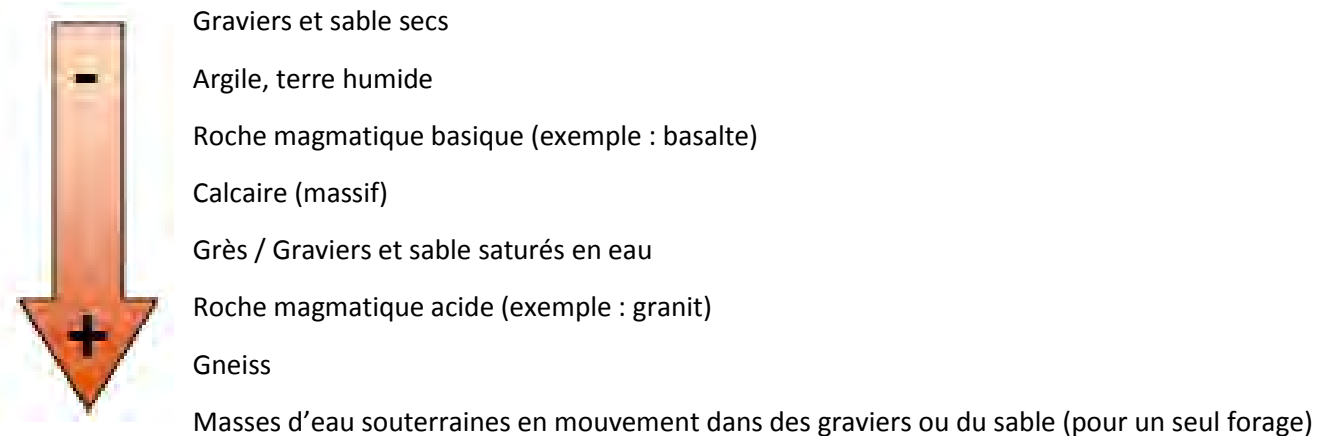 Graviers et sable secs
-
Argile, terre humide
Roche magmatique basique (exemple : basalte)
Calcaire (massif)
Grès / Graviers et sable saturés en eau
Roche magmatique acide (exemple : granit)
+
Gneiss
Masses d’eau souterraines en mouvement dans des graviers ou du sable (pour un seul forage)